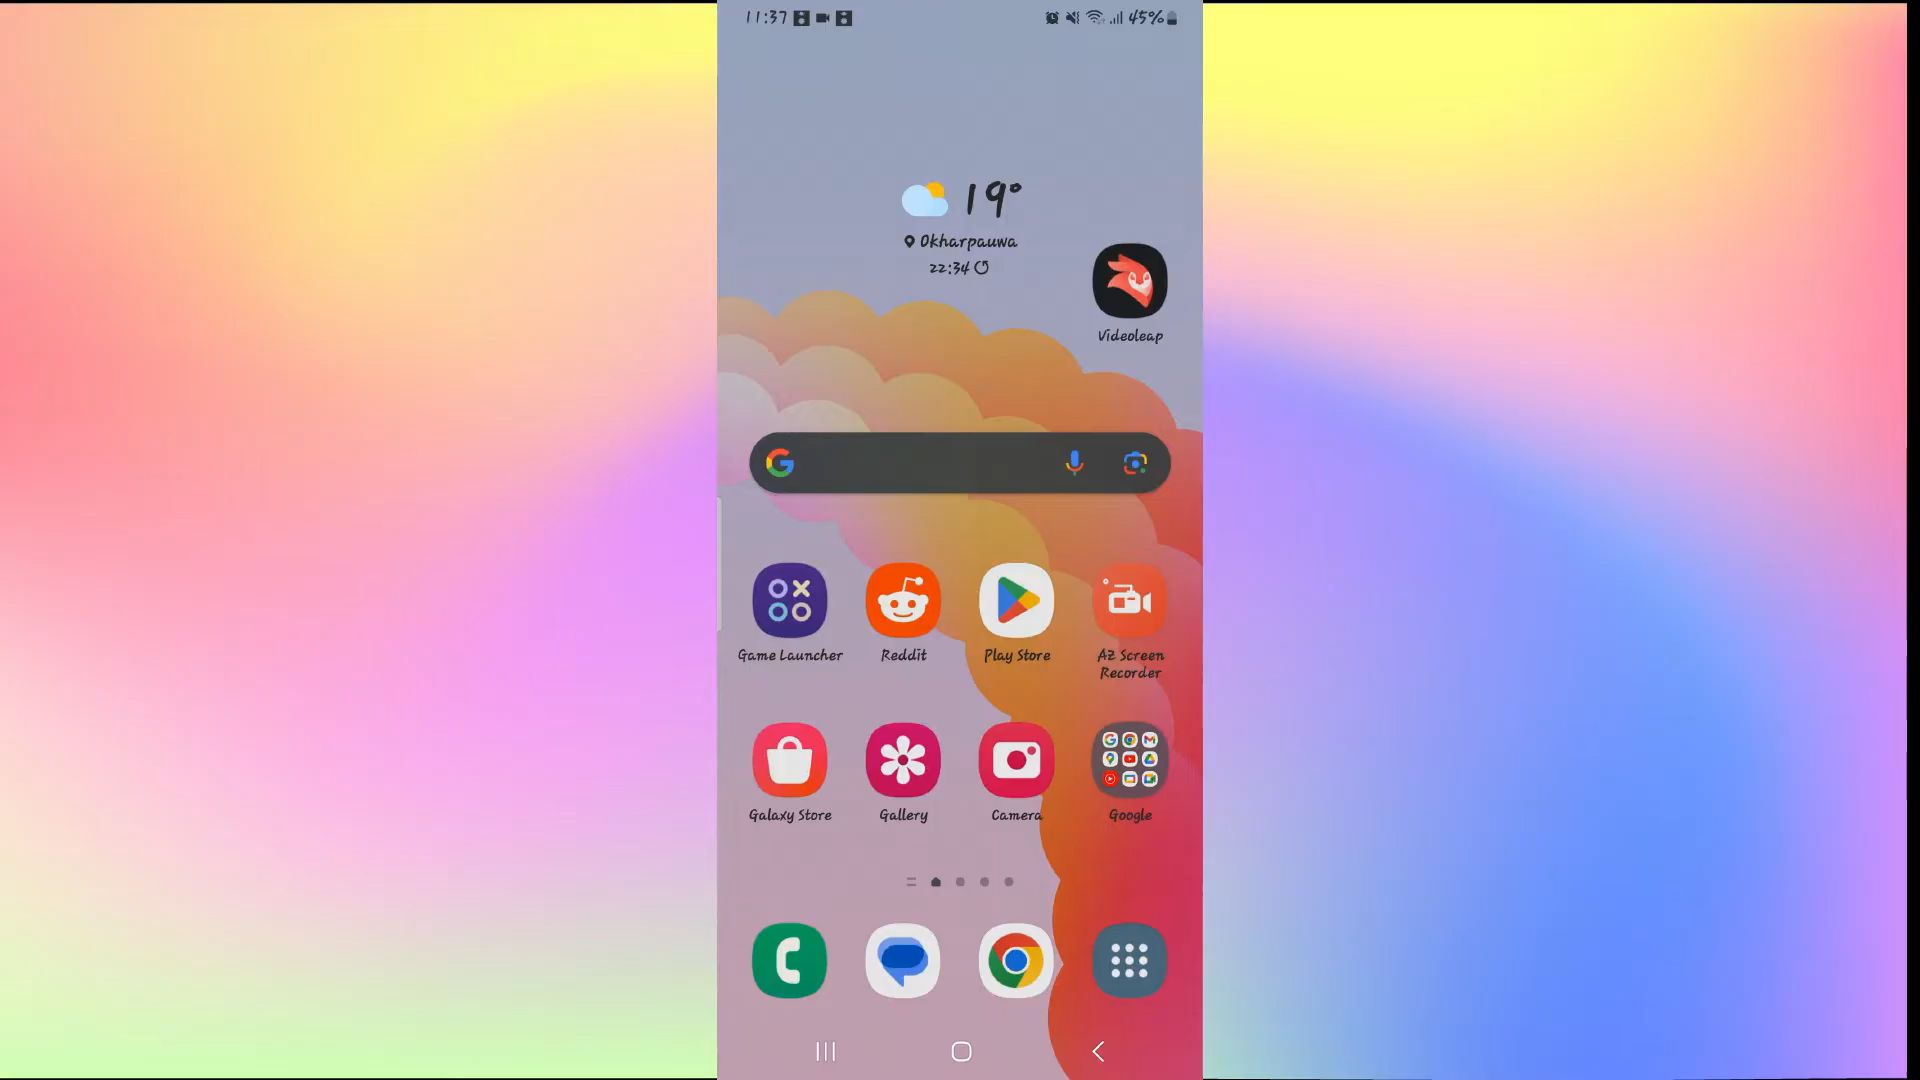 11:37
45%
19°
Okharpauwa
22:34
Videoleap
Game Launcher
Reddit
Play Store
AZ Screen
Recorder
Galaxy Store
Gallery
Camera
Google